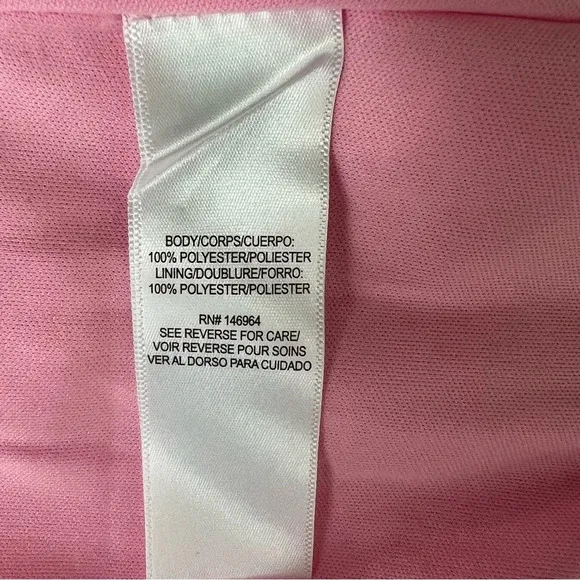 BODY/CORPS/CUERPO:
100% POLYESTER/POLIESTER
LINING/DOUBLURE/FORRO:
100% POLYESTER/POLIESTER
RN# 146964
SEE REVERSE FOR CARE/
VOIR REVERSE POUR SOINS
VER AL DORSO PARA CUIDADO